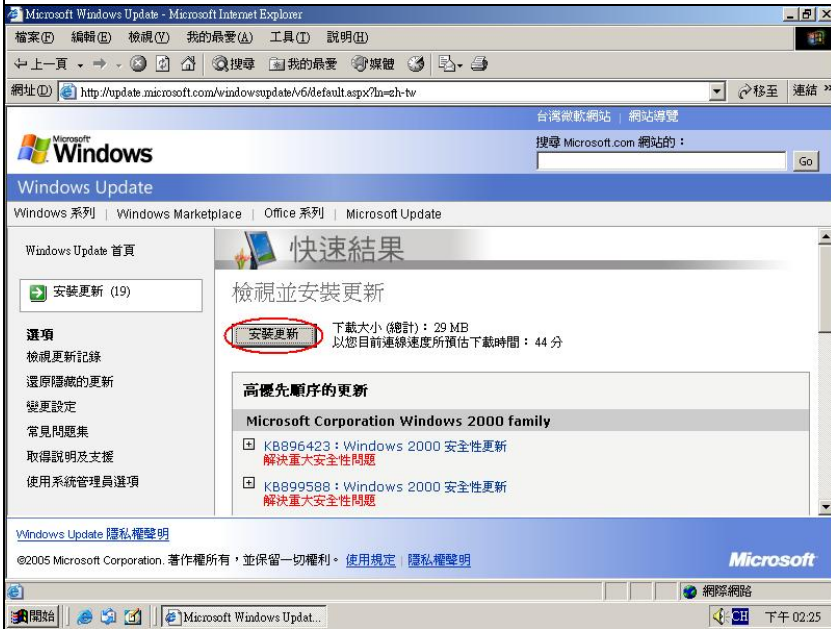 Microsoft Windows Update - Microsoft Internet Explorer
檔案(F) 編輯(E) 檢視(V) 我的最愛(A) 工具(T) 說明(H)
上一頁 搜尋 我的最愛 媒體
網址(D) http://update.microsoft.com/windowsupdate/v6/default.aspx?ln=zh-tw 移至 連結 »
台灣微軟網站 | 網站導覽
Microsoft Windows
搜尋 Microsoft.com 網站的：
Go
Windows Update
Windows 系列 | Windows Marketplace | Office 系列 | Microsoft Update
Windows Update 首頁
安裝更新 (19)
選項
檢視更新記錄
還原隱藏的更新
變更設定
常見問題集
取得說明及支援
使用系統管理員選項
快速結果
檢視並安裝更新
安裝更新
下載大小 (總計)： 29 MB
以您目前連線速度所預估下載時間： 44 分
高優先順序的更新
Microsoft Corporation Windows 2000 family
KB896423：Windows 2000 安全性更新
解決重大安全性問題
KB899588：Windows 2000 安全性更新
解決重大安全性問題
Windows Update 隱私權聲明
©2005 Microsoft Corporation. 著作權所有，並保留一切權利。 使用規定 | 隱私權聲明
Microsoft
網際網路
開始 Microsoft Windows Updat... CH 下午 02:25